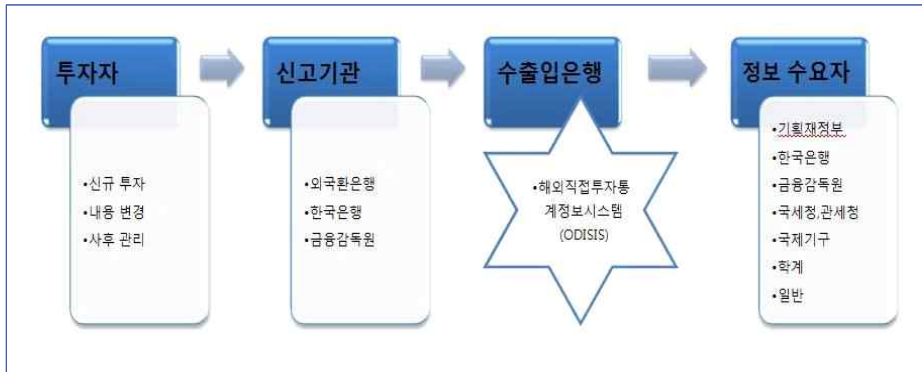 투자자
•신규 투자
•내용 변경
•사후 관리
신고기관
•외국환은행
•한국은행
•금융감독원
수출입은행
•해외직접투자통
계정보시스템
(ODISIS)
정보 수요자
•기획재정부
•한국은행
•금융감독원
•국세청,관세청
•국제기구
•학계
•일반